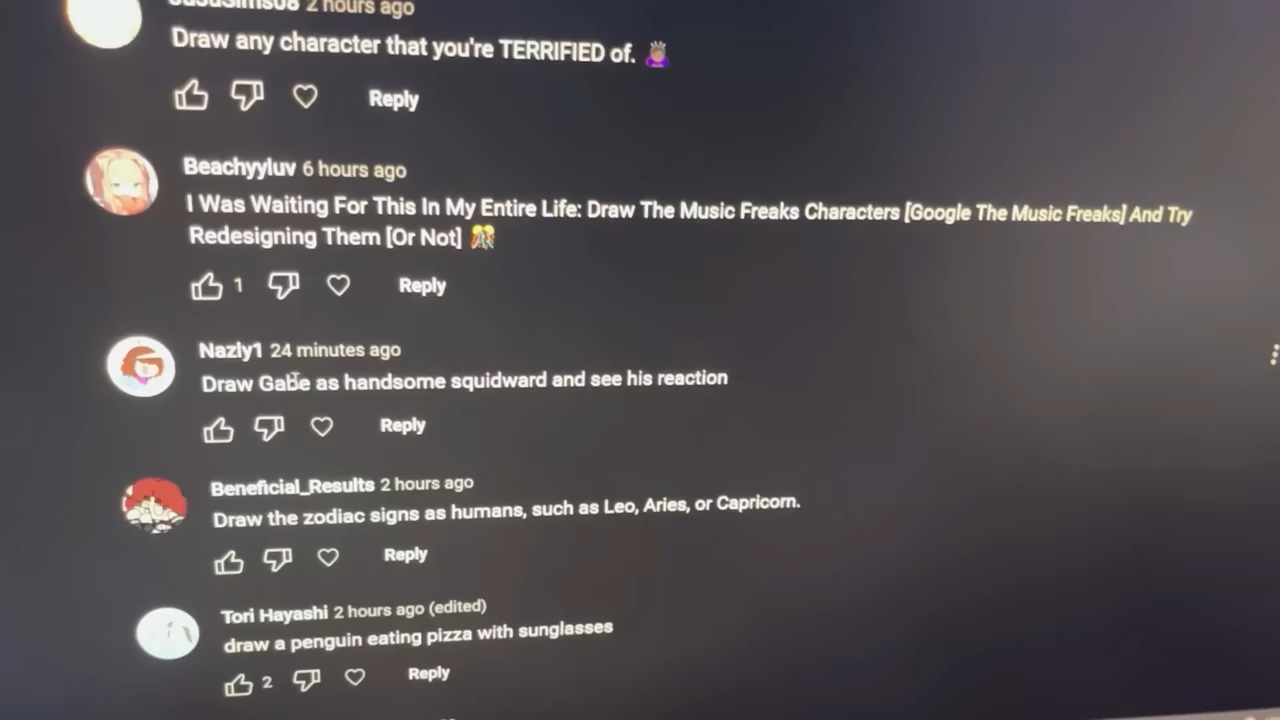 2 hours ago
Draw any character that you're TERRIFIED of.
Reply
Beachyyluv 6 hours ago
I Was Waiting For This In My Entire Life: Draw The Music Freaks Characters [Google The Music Freaks] And Try
Redesigning Them [Or Not]
1 Reply
Nazly1 24 minutes ago
Draw Gabe as handsome squidward and see his reaction
Reply
Beneficial_Results 2 hours ago
Draw the zodiac signs as humans, such as Leo, Aries, or Capricorn.
Reply
Tori Hayashi 2 hours ago (edited)
draw a penguin eating pizza with sunglasses
2 Reply